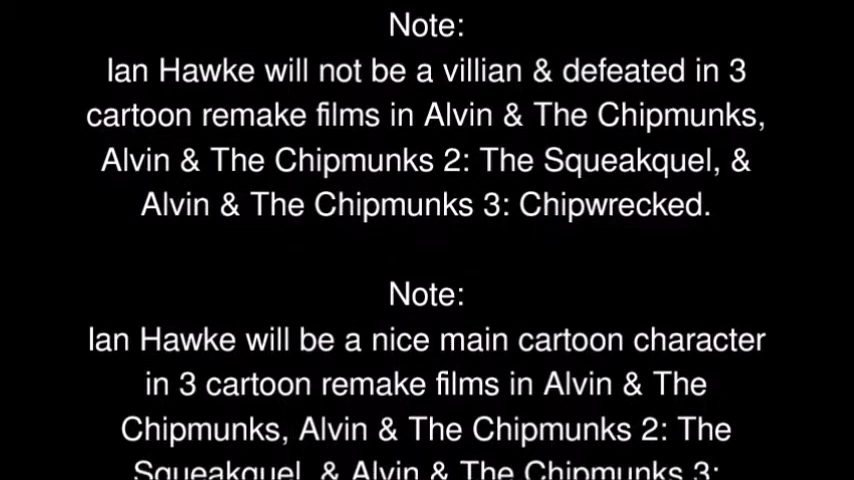 Note:
Ian Hawke will not be a villian & defeated in 3
cartoon remake films in Alvin & The Chipmunks,
Alvin & The Chipmunks 2: The Squeakquel, &
Alvin & The Chipmunks 3: Chipwrecked.
Note:
Ian Hawke will be a nice main cartoon character
in 3 cartoon remake films in Alvin & The
Chipmunks, Alvin & The Chipmunks 2: The
Squeakquel, & Alvin & The Chipmunks 3: